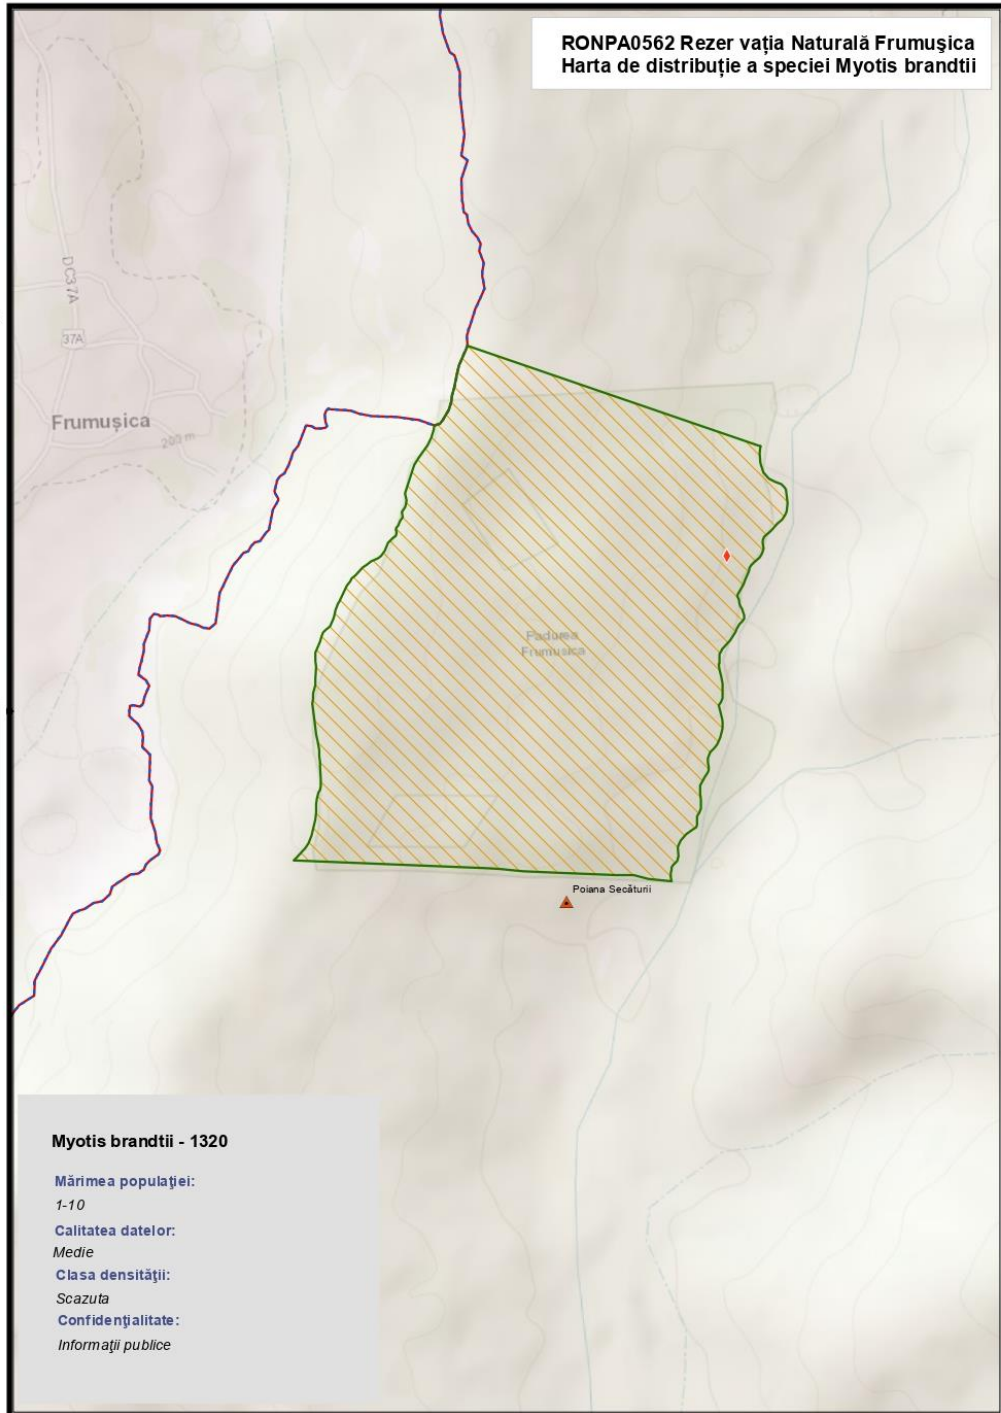 RONPA0562 Rezer vația Naturală Frumuşica
Harta de distribuție a speciei Myotis brandtii
DC37A
37A
Frumușica
200 m
Padurea
Frumusica
Poiana Secăturii
Myotis brandtii - 1320
Mărimea populaţiei:
1-10
Calitatea datelor:
Medie
Clasa densităţii:
Scazuta
Confidenţialitate:
Informaţii publice